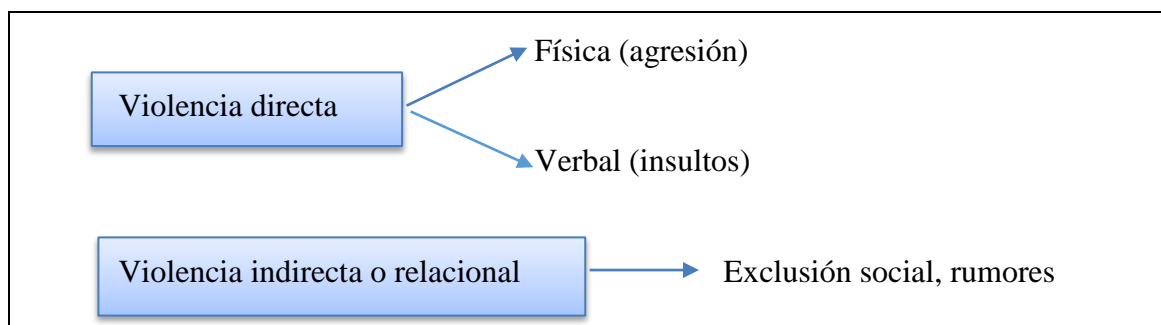 Física (agresión)
Violencia directa
Verbal (insultos)
Violencia indirecta o relacional
Exclusión social, rumores